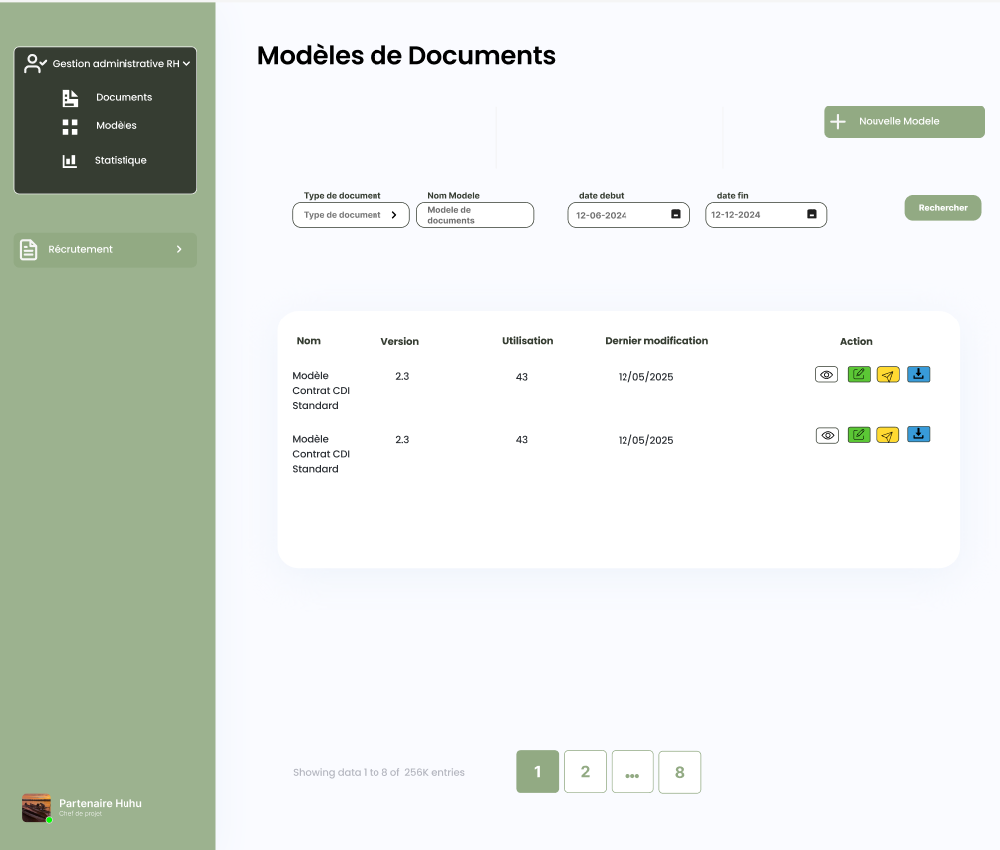 Modèles de Documents
Gestion administrative RH
Documents
Modèles
Statistique
Récrutement
Nouvelle Modele
Type de document
Nom Modele
date debut
date fin
Type de document
Modele de
documents
12-06-2024
12-12-2024
Rechercher
Nom
Version
Utilisation
Dernier modification
Action
Modèle
Contrat CDI
Standard
2.3
43
12/05/2025
Modèle
Contrat CDI
Standard
2.3
43
12/05/2025
Showing data 1 to 8 of 256K entries
1
2
...
8
Partenaire Huhu
Chef de projet